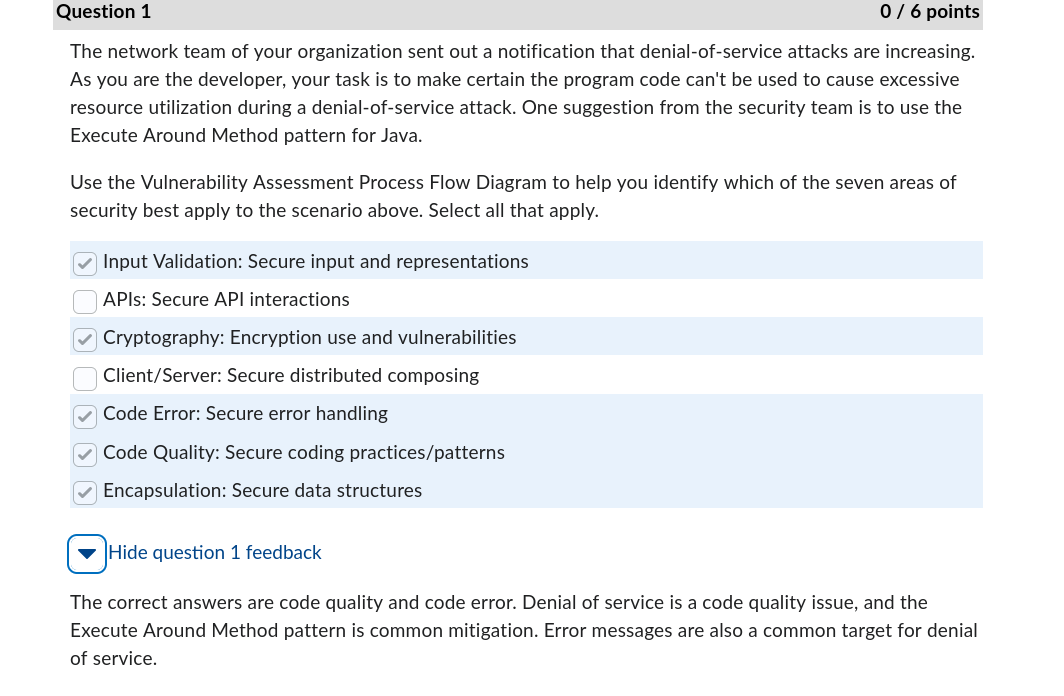 Question 1 0 / 6 points
The network team of your organization sent out a notification that denial-of-service attacks are increasing.
As you are the developer, your task is to make certain the program code can't be used to cause excessive
resource utilization during a denial-of-service attack. One suggestion from the security team is to use the
Execute Around Method pattern for Java.
Use the Vulnerability Assessment Process Flow Diagram to help you identify which of the seven areas of
security best apply to the scenario above. Select all that apply.
Input Validation: Secure input and representations
APIs: Secure API interactions
Cryptography: Encryption use and vulnerabilities
Client/Server: Secure distributed composing
Code Error: Secure error handling
Code Quality: Secure coding practices/patterns
Encapsulation: Secure data structures
Hide question 1 feedback
The correct answers are code quality and code error. Denial of service is a code quality issue, and the
Execute Around Method pattern is common mitigation. Error messages are also a common target for denial
of service.